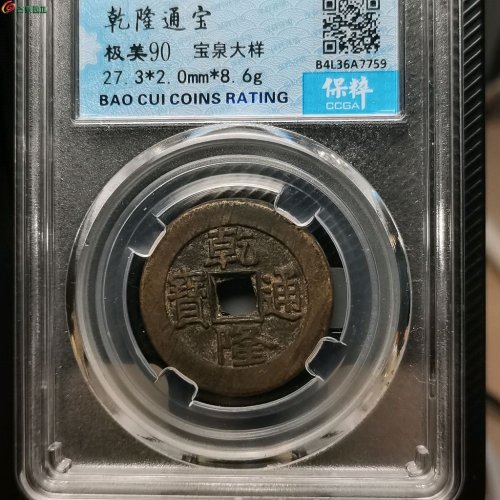 乾隆通宝
极美90 宝泉大样
27.3*2.0mm*8.6g
BAO CUI COINS RATING
B4L36A7759
保粹
CCGA
乾隆通寶